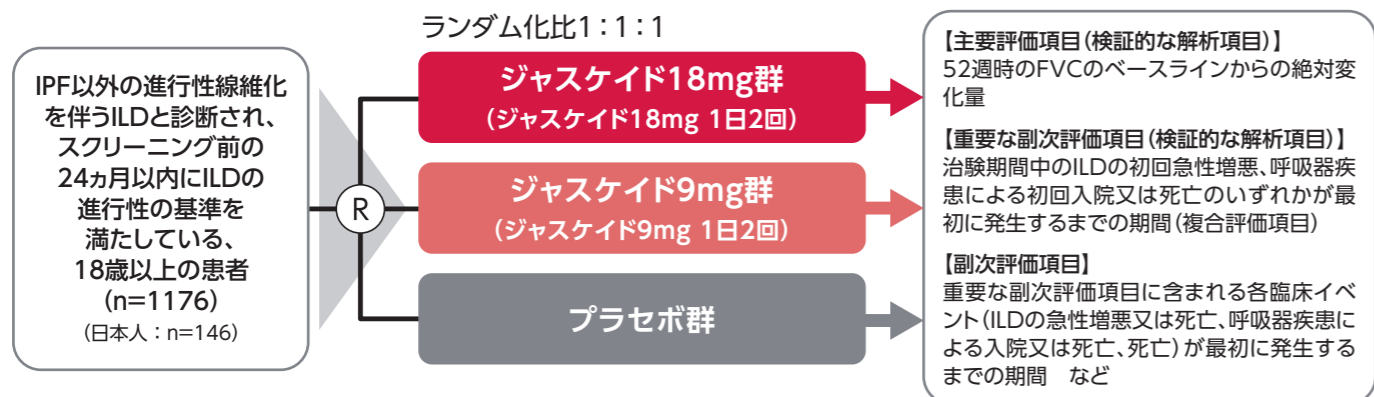 ランダム化比1：1：1
IPF以外の進行性線維化
を伴うILDと診断され、
スクリーニング前の
24ヵ月以内にILDの
進行性の基準を
満たしている、
18歳以上の患者
(n=1176)
(日本人：n=146)
R
ジャスケイド18mg群
(ジャスケイド18mg 1日2回)
ジャスケイド9mg群
(ジャスケイド9mg 1日2回)
プラセボ群
【主要評価項目(検証的な解析項目)】
52週時のFVCのベースラインからの絶対変
化量
【重要な副次評価項目(検証的な解析項目)】
治験期間中のILDの初回急性増悪、呼吸器疾
患による初回入院又は死亡のいずれかが最
初に発生するまでの期間(複合評価項目)
【副次評価項目】
重要な副次評価項目に含まれる各臨床イベ
ント(ILDの急性増悪又は死亡、呼吸器疾患に
よる入院又は死亡、死亡)が最初に発生する
までの期間　など